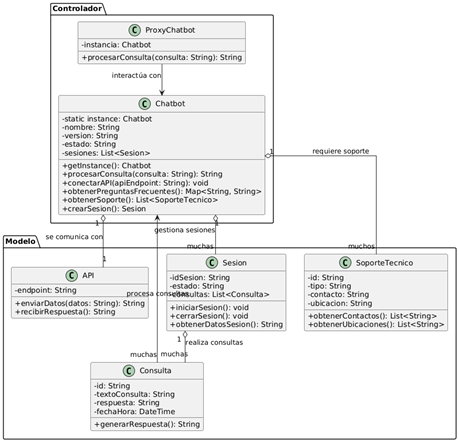 Controlador
C ProxyChatbot
-instancia: Chatbot
+procesarConsulta(consulta: String): String
interactúa con
C Chatbot
-static instance: Chatbot
-nombre: String
-version: String
-estado: String
-sesiones: List<Sesion>
+getInstance(): Chatbot
+procesarConsulta(consulta: String): String
+conectarAPI(apiEndpoint: String): void
+obtenerPreguntasFrecuentes(): Map<String, String>
+obtenerSoporte(): List<SoporteTecnico>
+crearSesion(): Sesion
1
requiere soporte
1
1
gestiona sesiones
se comunica con
Modelo
1
muchas
muchos
C API
-endpoint: String
+enviarDatos(datos: String): String
+recibirRespuesta(): String
procesa consultas
C Sesion
-idSesion: String
-estado: String
-consultas: List<Consulta>
+iniciarSesion(): void
+cerrarSesion(): void
+obtenerDatosSesion(): String
C SoporteTecnico
-id: String
-tipo: String
-contacto: String
-ubicacion: String
+obtenerContactos(): List<String>
+obtenerUbicaciones(): List<String>
1
realiza consultas
muchas
muchas
C Consulta
-id: String
-textoConsulta: String
-respuesta: String
-fechaHora: DateTime
+generarRespuesta(): String